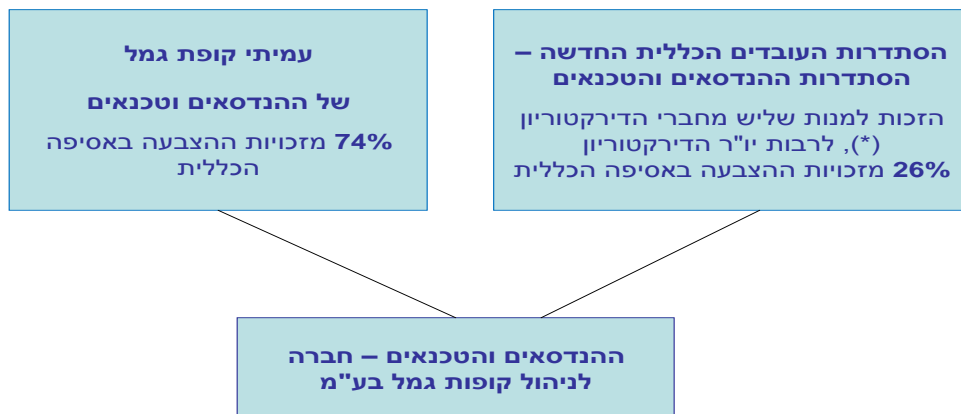 הסתדרות העובדים הכללית החדשה –
הסתדרות ההנדסאים והטכנאים
הזכות למנות שליש מחברי הדירקטוריון
(*), לרבות יו"ר הדירקטוריון
26% מזכויות ההצבעה באסיפה הכללית
עמיתי קופת גמל
של ההנדסאים וטכנאים
74% מזכויות ההצבעה באסיפה
הכללית
ההנדסאים והטכנאים – חברה
לניהול קופות גמל בע"מ